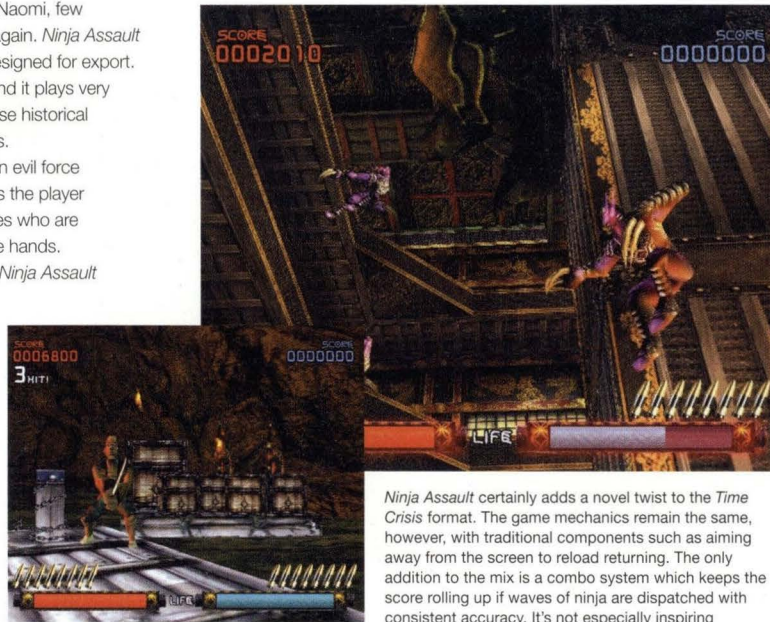 Naomi, few
gain. Ninja Assault
esigned for export.
nd it plays very
se historical
s.
n evil force
s the player
es who are
e hands.
Ninja Assault
SCORE
0002010
SCORE
0000000
LIFE
SCORE
0006800
3 HIT!
SCORE
0000000
LIFE
Ninja Assault certainly adds a novel twist to the Time
Crisis format. The game mechanics remain the same,
however, with traditional components such as aiming
away from the screen to reload returning. The only
addition to the mix is a combo system which keeps the
score rolling up if waves of ninja are dispatched with
consistent accuracy. It's not especially inspiring